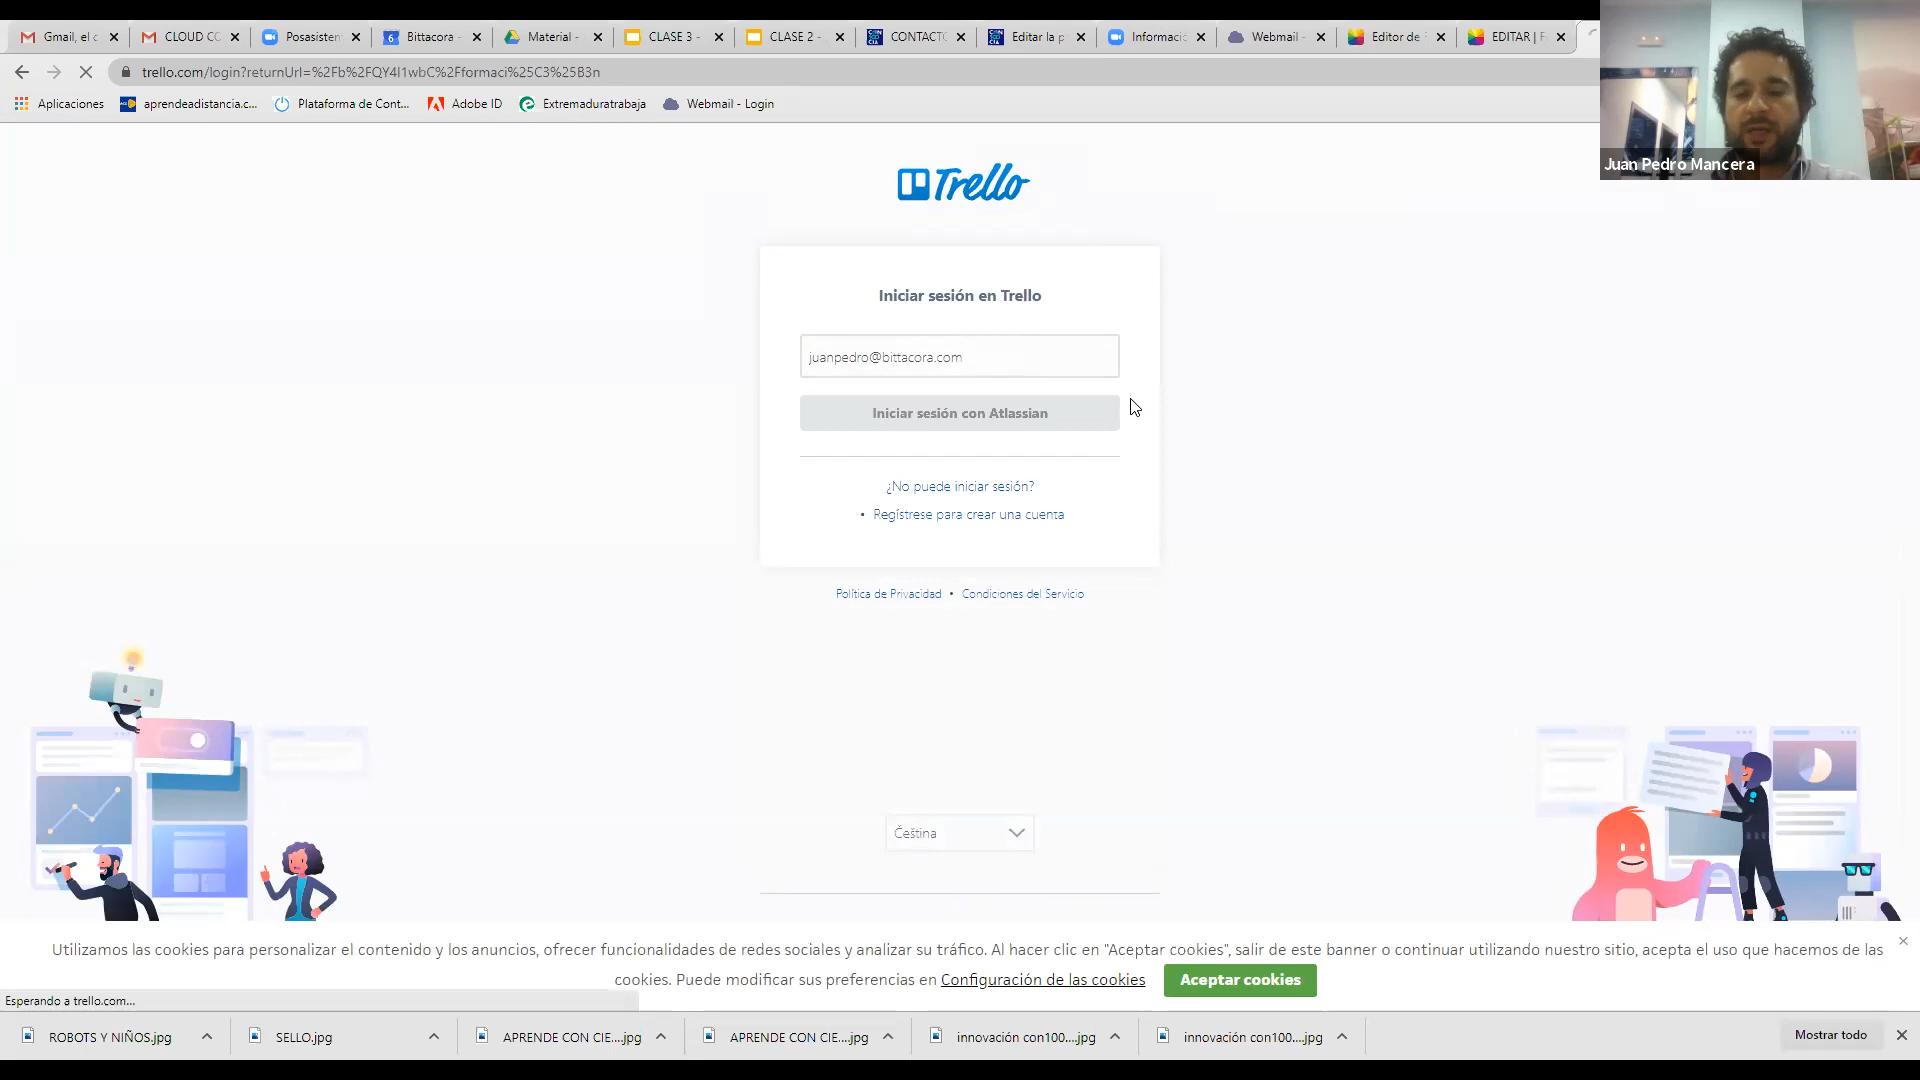 Gmail, el c
CLOUD CC
Posasisten
Bittacora -
Material -
CLASE 3 -
CLASE 2 -
CONTACTO
Editar la p
Informació
Webmail -
Editor de
EDITAR | F
trello.com/login?returnUrl=%2Fb%2FQY4l1wbC%2Fformaci%25C3%25B3n
Aplicaciones
aprendeadistancia.c...
Plataforma de Cont...
Adobe ID
Extremaduratrabaja
Webmail - Login
Juan Pedro Mancera
Trello
Iniciar sesión en Trello
juanpedro@bittacora.com
Iniciar sesión con Atlassian
¿No puede iniciar sesión?
• Regístrese para crear una cuenta
Política de Privacidad • Condiciones del Servicio
Čeština
Utilizamos las cookies para personalizar el contenido y los anuncios, ofrecer funcionalidades de redes sociales y analizar su tráfico. Al hacer clic en "Aceptar cookies", salir de este banner o continuar utilizando nuestro sitio, acepta el uso que hacemos de las
cookies. Puede modificar sus preferencias en Configuración de las cookies
Aceptar cookies
Esperando a trello.com...
ROBOTS Y NIÑOS.jpg
SELLO.jpg
APRENDE CON CIE....jpg
APRENDE CON CIE....jpg
innovación con100....jpg
innovación con100....jpg
Mostrar todo